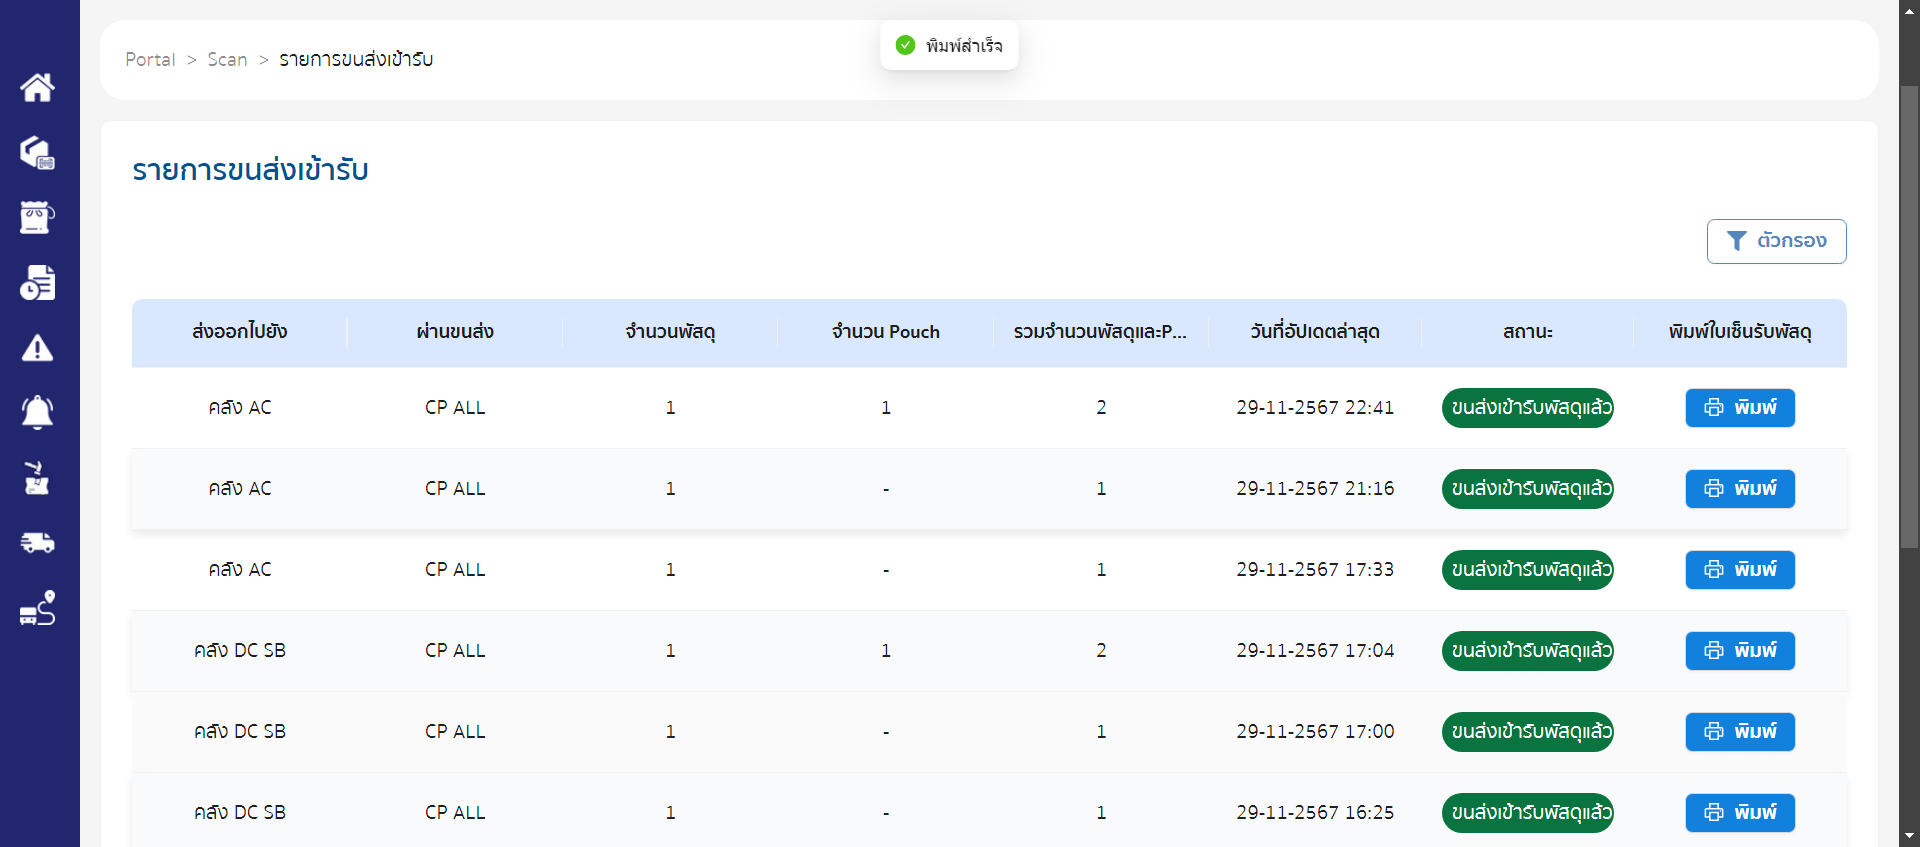 Portal > Scan > รายการขนส่งเข้ารับ
พิมพ์สำเร็จ
รายการขนส่งเข้ารับ
ตัวกรอง
ส่งออกไปยัง ผ่านขนส่ง จำนวนพัสดุ จำนวน Pouch รวมจำนวนพัสดุและP... วันที่อัปเดตล่าสุด สถานะ พิมพ์ใบเซ็นรับพัสดุ
คลัง AC CP ALL 1 1 2 29-11-2567 22:41 ขนส่งเข้ารับพัสดุแล้ว พิมพ์
คลัง AC CP ALL 1 - 1 29-11-2567 21:16 ขนส่งเข้ารับพัสดุแล้ว พิมพ์
คลัง AC CP ALL 1 - 1 29-11-2567 17:33 ขนส่งเข้ารับพัสดุแล้ว พิมพ์
คลัง DC SB CP ALL 1 1 2 29-11-2567 17:04 ขนส่งเข้ารับพัสดุแล้ว พิมพ์
คลัง DC SB CP ALL 1 - 1 29-11-2567 17:00 ขนส่งเข้ารับพัสดุแล้ว พิมพ์
คลัง DC SB CP ALL 1 - 1 29-11-2567 16:25 ขนส่งเข้ารับพัสดุแล้ว พิมพ์